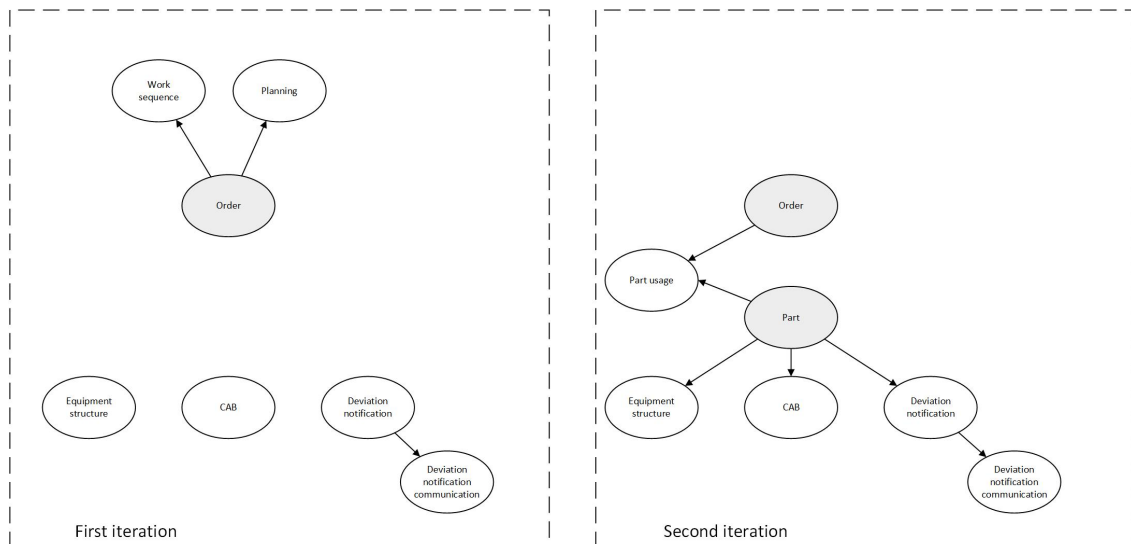 Work
sequence
Planning
Order
Equipment
structure
CAB
Deviation
notification
Deviation
notification
communication
First iteration
Order
Part usage
Part
Equipment
structure
CAB
Deviation
notification
Deviation
notification
communication
Second iteration